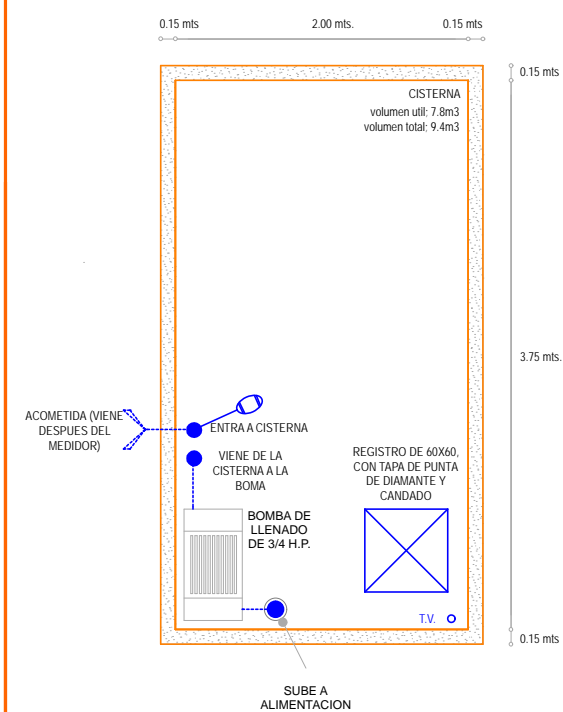 0.15 mts
2.00 mts.
0.15 mts
0.15 mts
CISTERNA
volumen util; 7.8m3
volumen total; 9.4m3
3.75 mts.
ACOMETIDA (VIENE
DESPUES DEL
MEDIDOR)
ENTRA A CISTERNA
VIENE DE LA
CISTERNA A LA
BOMA
REGISTRO DE 60X60,
CON TAPA DE PUNTA
DE DIAMANTE Y
CANDADO
BOMBA DE
LLENADO
DE 3/4 H.P.
T.V.
0.15 mts
SUBE A
ALIMENTACION